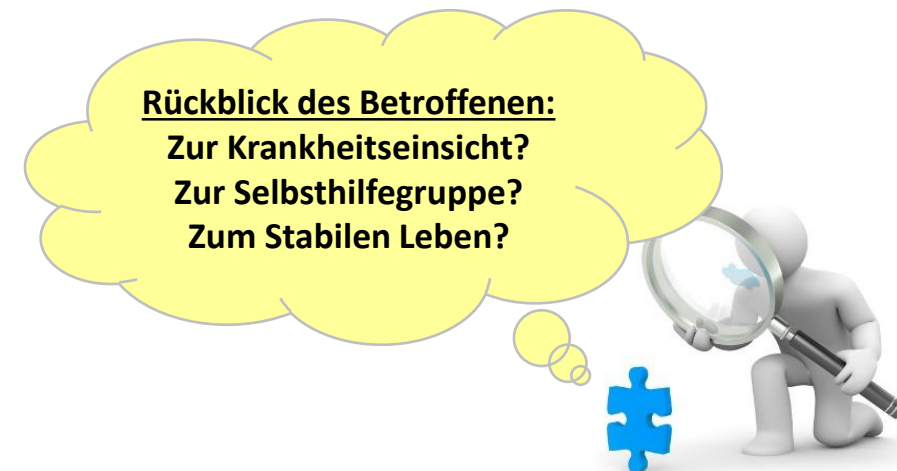 Rückblick des Betroffenen:
Zur Krankheitseinsicht?
Zur Selbsthilfegruppe?
Zum Stabilen Leben?